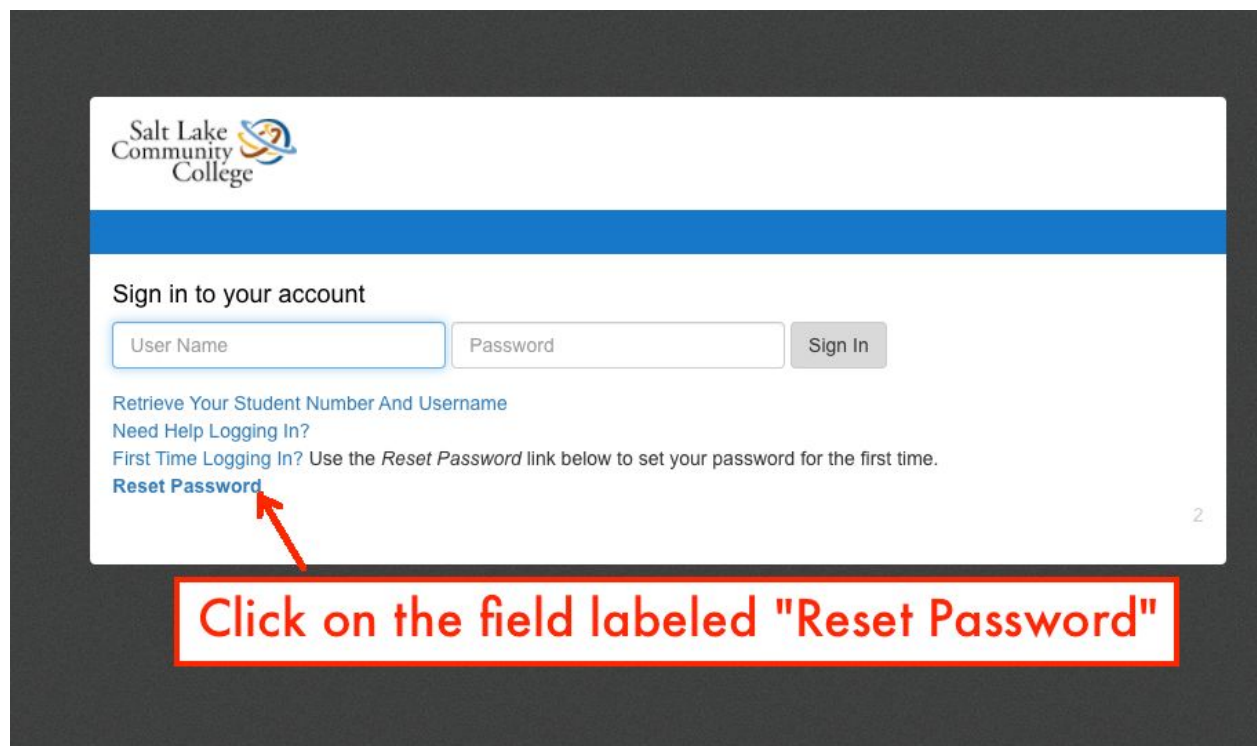 Salt Lake
Community
College
Sign in to your account
User Name Password Sign In
Retrieve Your Student Number And Username
Need Help Logging In?
First Time Logging In? Use the Reset Password link below to set your password for the first time.
Reset Password
2
Click on the field labeled "Reset Password"